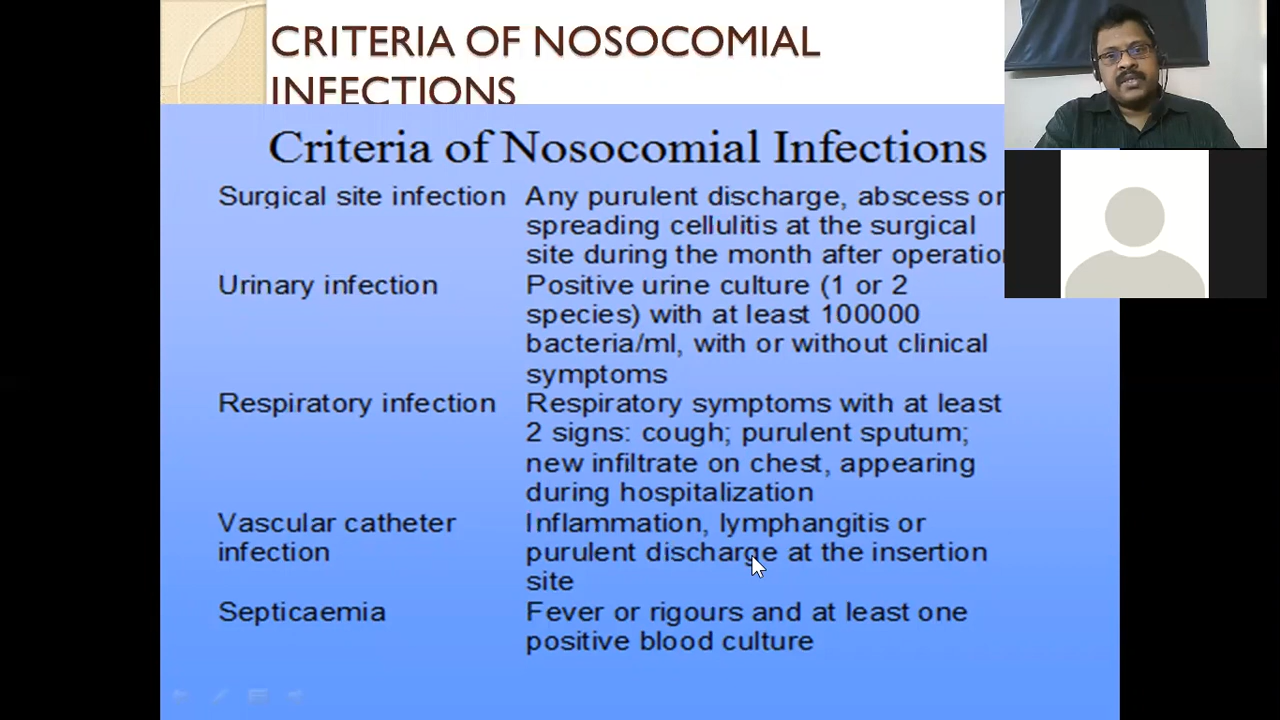 CRITERIA OF NOSOCOMIAL
INFECTIONS
Criteria of Nosocomial Infections
Surgical site infection Any purulent discharge, abscess or
spreading cellulitis at the surgical
site during the month after operation
Urinary infection Positive urine culture (1 or 2
species) with at least 100000
bacteria/ml, with or without clinical
symptoms
Respiratory infection Respiratory symptoms with at least
2 signs: cough; purulent sputum;
new infiltrate on chest, appearing
during hospitalization
Vascular catheter Inflammation, lymphangitis or
infection purulent discharge at the insertion
site
Septicaemia Fever or rigours and at least one
positive blood culture